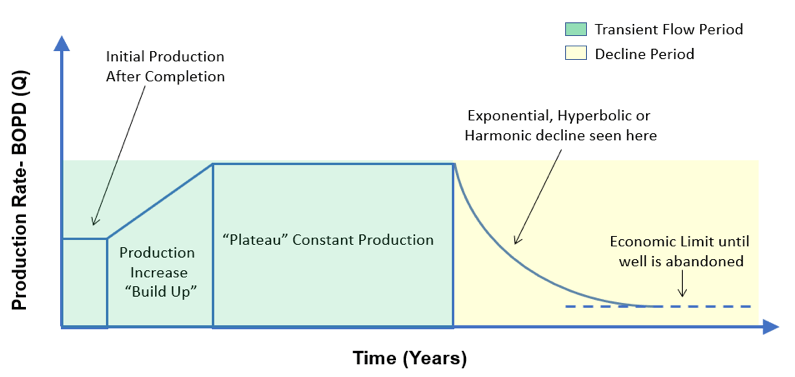 Transient Flow Period
Decline Period
Initial Production
After Completion
Exponential, Hyperbolic or
Harmonic decline seen here
Production Rate- BOPD (Q)
Production
Increase
“Build Up”
“Plateau” Constant Production
Economic Limit until
well is abandoned
Time (Years)